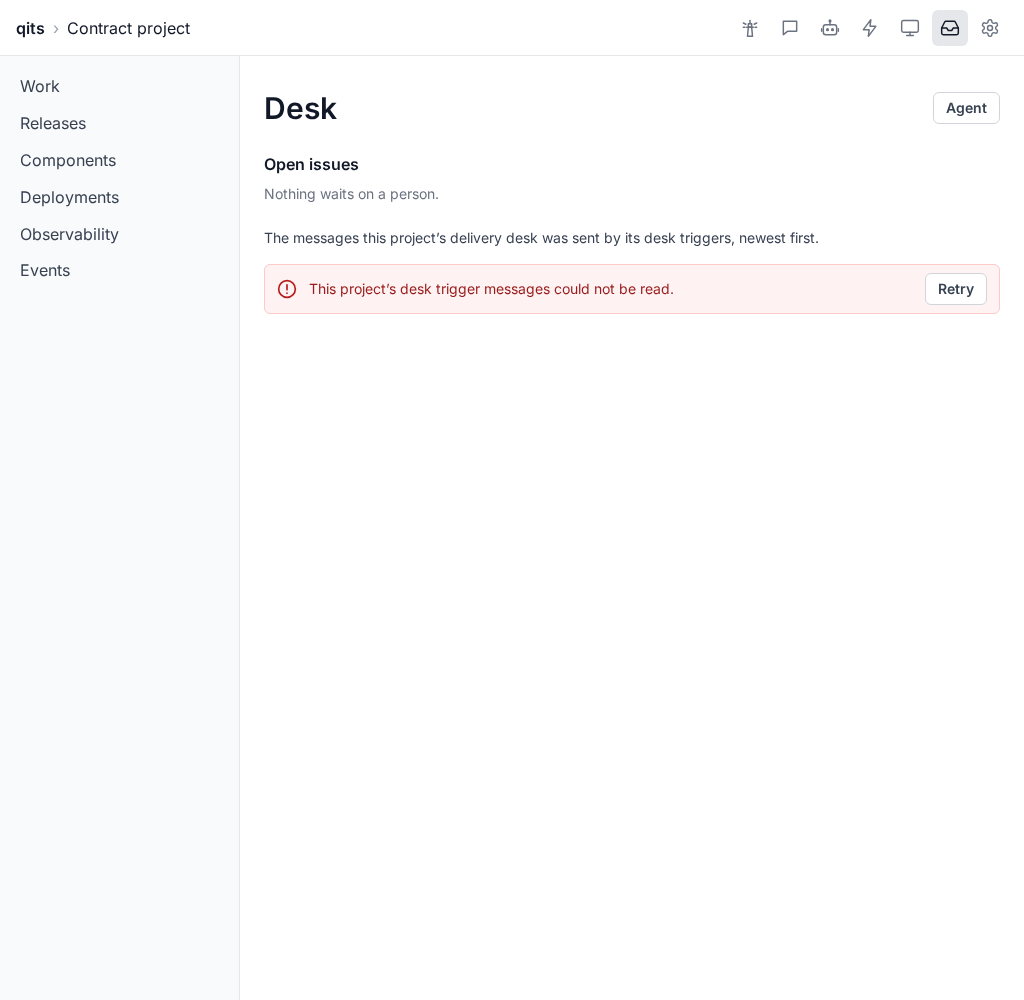 qits › Contract project
Work
Releases
Components
Deployments
Observability
Events
Desk
Agent
Open issues
Nothing waits on a person.
The messages this project’s delivery desk was sent by its desk triggers, newest first.
This project’s desk trigger messages could not be read.
Retry